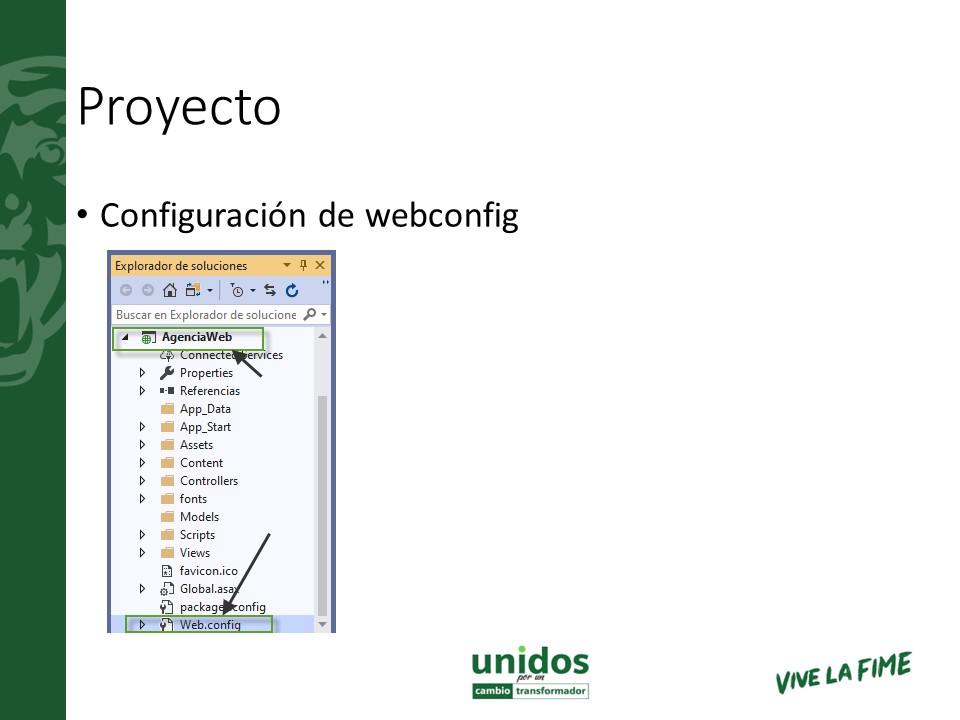 Proyecto
• Configuración de webconfig
Explorador de soluciones
Buscar en Explorador de solucione
AgenciaWeb
Connected Services
Properties
Referencias
App_Data
App_Start
Assets
Content
Controllers
fonts
Models
Scripts
Views
favicon.ico
Global.asax
packages.config
Web.config
unidos
por un
cambio transformador
VIVE LA FIME